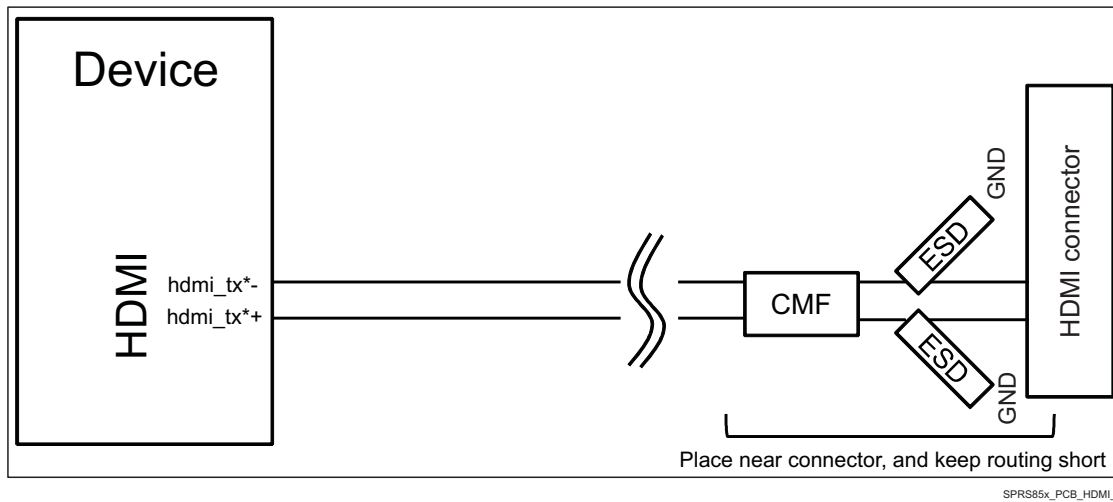 Device
HDMI
hdmi_tx*-
hdmi_tx*+
CMF
ESD
GND
ESD
GND
HDMI connector
Place near connector, and keep routing short
SPRS85x_PCB_HDMI_